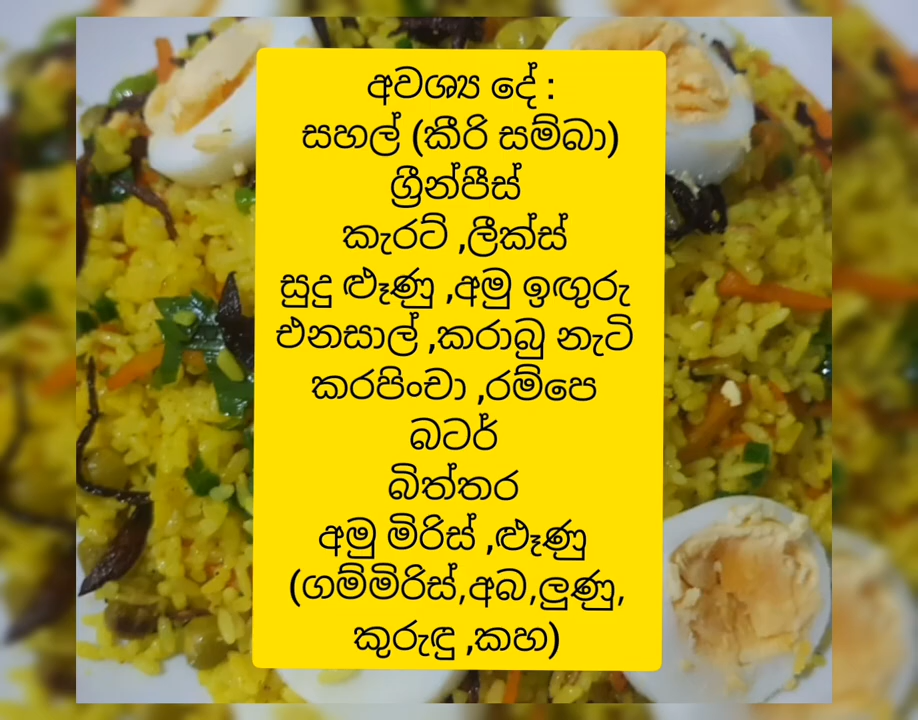 අවශ්‍ය දේ :
සහල් (කීරි සම්බා)
ග්‍රීන්පීස්
කැරට් ,ලීක්ස්
සුදු ළූණු ,අමු ඉඟුරු
එනසාල් ,කරාබු නැටි
කරපිංචා ,රම්පෙ
බටර්
බිත්තර
අමු මිරිස් ,ළූණු
(ගම්මිරිස්,අබ,ලුණු,
කුරුඳු ,කහ)